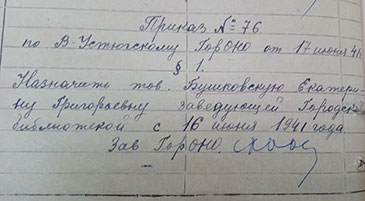 Приказ № 76.
по В-Устюгскому ГорОНО от 17 июня 41г
§ 1.
Назначить тов. Бушковскую Екатери-
ну Григорьевну заведующей Городской
библиотекой с 16 июня 1941 года
Зав ГорОНО.